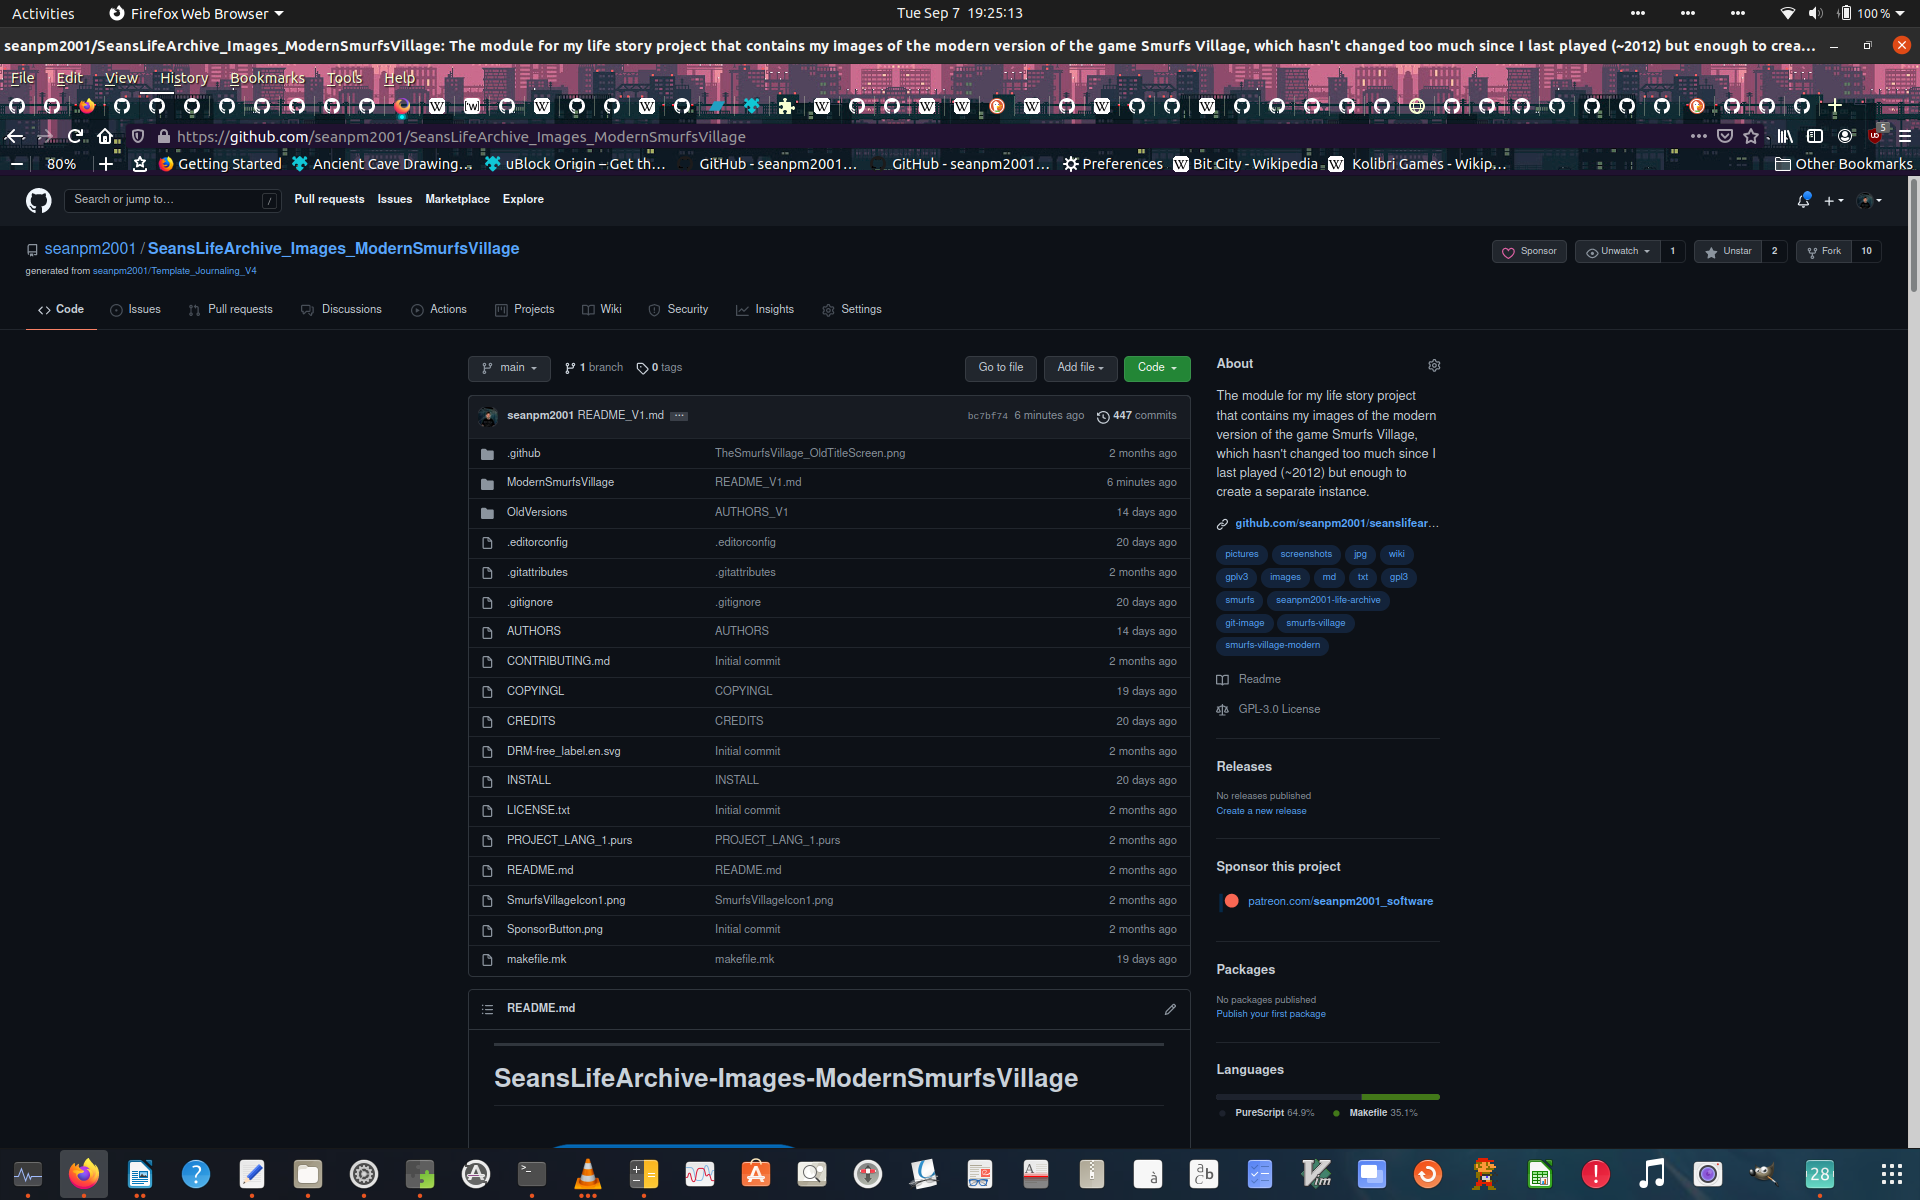 Activities Firefox Web Browser Tue Sep 7 19:25:13 100 %
seanpm2001/SeansLifeArchive_Images_ModernSmurfsVillage: The module for my life story project that contains my images of the modern version of the game Smurfs Village, which hasn't changed too much since I last played (~2012) but enough to crea...
File Edit View History Bookmarks Tools Help
https://github.com/seanpm2001/SeansLifeArchive_Images_ModernSmurfsVillage 5
80% Getting Started Ancient Cave Drawing... uBlock Origin – Get th... GitHub - seanpm2001... GitHub - seanpm2001... Preferences Bit City - Wikipedia Kolibri Games - Wikip... Other Bookmarks
Search or jump to... / Pull requests Issues Marketplace Explore
seanpm2001 / SeansLifeArchive_Images_ModernSmurfsVillage Sponsor Unwatch 1 Unstar 2 Fork 10
generated from seanpm2001/Template_Journaling_V4
Code Issues Pull requests Discussions Actions Projects Wiki Security Insights Settings
main 1 branch 0 tags Go to file Add file Code
seanpm2001 README_V1.md ... bc7bf74 6 minutes ago 447 commits
.github TheSmurfsVillage_OldTitleScreen.png 2 months ago
ModernSmurfsVillage README_V1.md 6 minutes ago
OldVersions AUTHORS_V1 14 days ago
.editorconfig .editorconfig 20 days ago
.gitattributes .gitattributes 2 months ago
.gitignore .gitignore 20 days ago
AUTHORS AUTHORS 14 days ago
CONTRIBUTING.md Initial commit 2 months ago
COPYINGL COPYINGL 19 days ago
CREDITS CREDITS 20 days ago
DRM-free_label.en.svg Initial commit 2 months ago
INSTALL INSTALL 20 days ago
LICENSE.txt Initial commit 2 months ago
PROJECT_LANG_1.purs PROJECT_LANG_1.purs 2 months ago
README.md README.md 2 months ago
SmurfsVillageIcon1.png SmurfsVillageIcon1.png 2 months ago
SponsorButton.png Initial commit 2 months ago
makefile.mk makefile.mk 19 days ago
README.md
SeansLifeArchive-Images-ModernSmurfsVillage
About
The module for my life story project
that contains my images of the modern
version of the game Smurfs Village,
which hasn't changed too much since I
last played (~2012) but enough to
create a separate instance.
github.com/seanpm2001/seanslifear...
pictures screenshots jpg wiki
gplv3 images md txt gpl3
smurfs seanpm2001-life-archive
git-image smurfs-village
smurfs-village-modern
Readme
GPL-3.0 License
Releases
No releases published
Create a new release
Sponsor this project
patreon.com/seanpm2001_software
Packages
No packages published
Publish your first package
Languages
PureScript 64.9% Makefile 35.1%
28